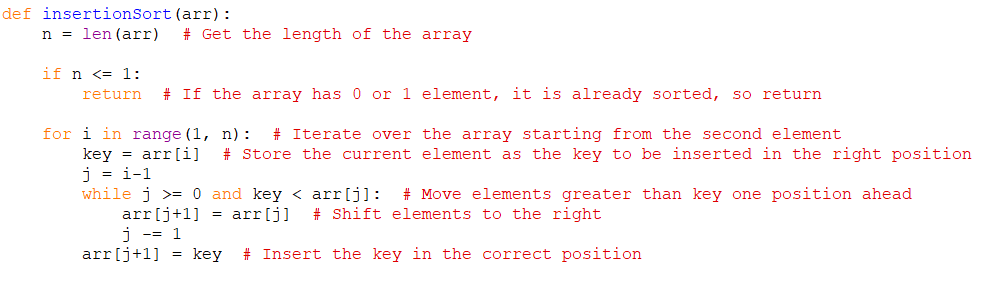 def insertionSort(arr):
    n = len(arr)  # Get the length of the array
    if n <= 1:
        return  # If the array has 0 or 1 element, it is already sorted, so return
    for i in range(1, n):  # Iterate over the array starting from the second element
        key = arr[i]  # Store the current element as the key to be inserted in the right position
        j = i-1
        while j >= 0 and key < arr[j]:  # Move elements greater than key one position ahead
            arr[j+1] = arr[j]  # Shift elements to the right
            j -= 1
        arr[j+1] = key  # Insert the key in the correct position